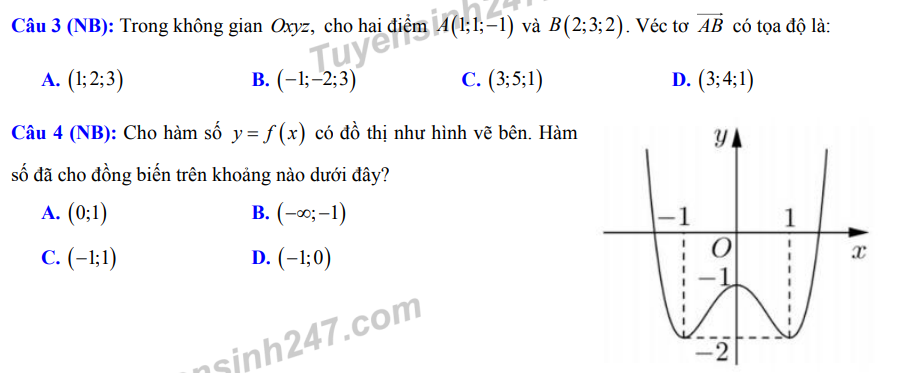 Câu 3 (NB): Trong không gian Oxyz, cho hai điểm A(1;1;−1) và B(2;3;2). Véc tơ AB có tọa độ là:
A. (1;2;3) B. (−1;−2;3) C. (3;5;1) D. (3;4;1)
Câu 4 (NB): Cho hàm số y = f(x) có đồ thị như hình vẽ bên. Hàm
số đã cho đồng biến trên khoảng nào dưới đây?
A. (0;1) B. (−∞;−1)
C. (−1;1) D. (−1;0)
y
−1 1
O x
−1
−2
Tuyensinh247
ensinh247.com